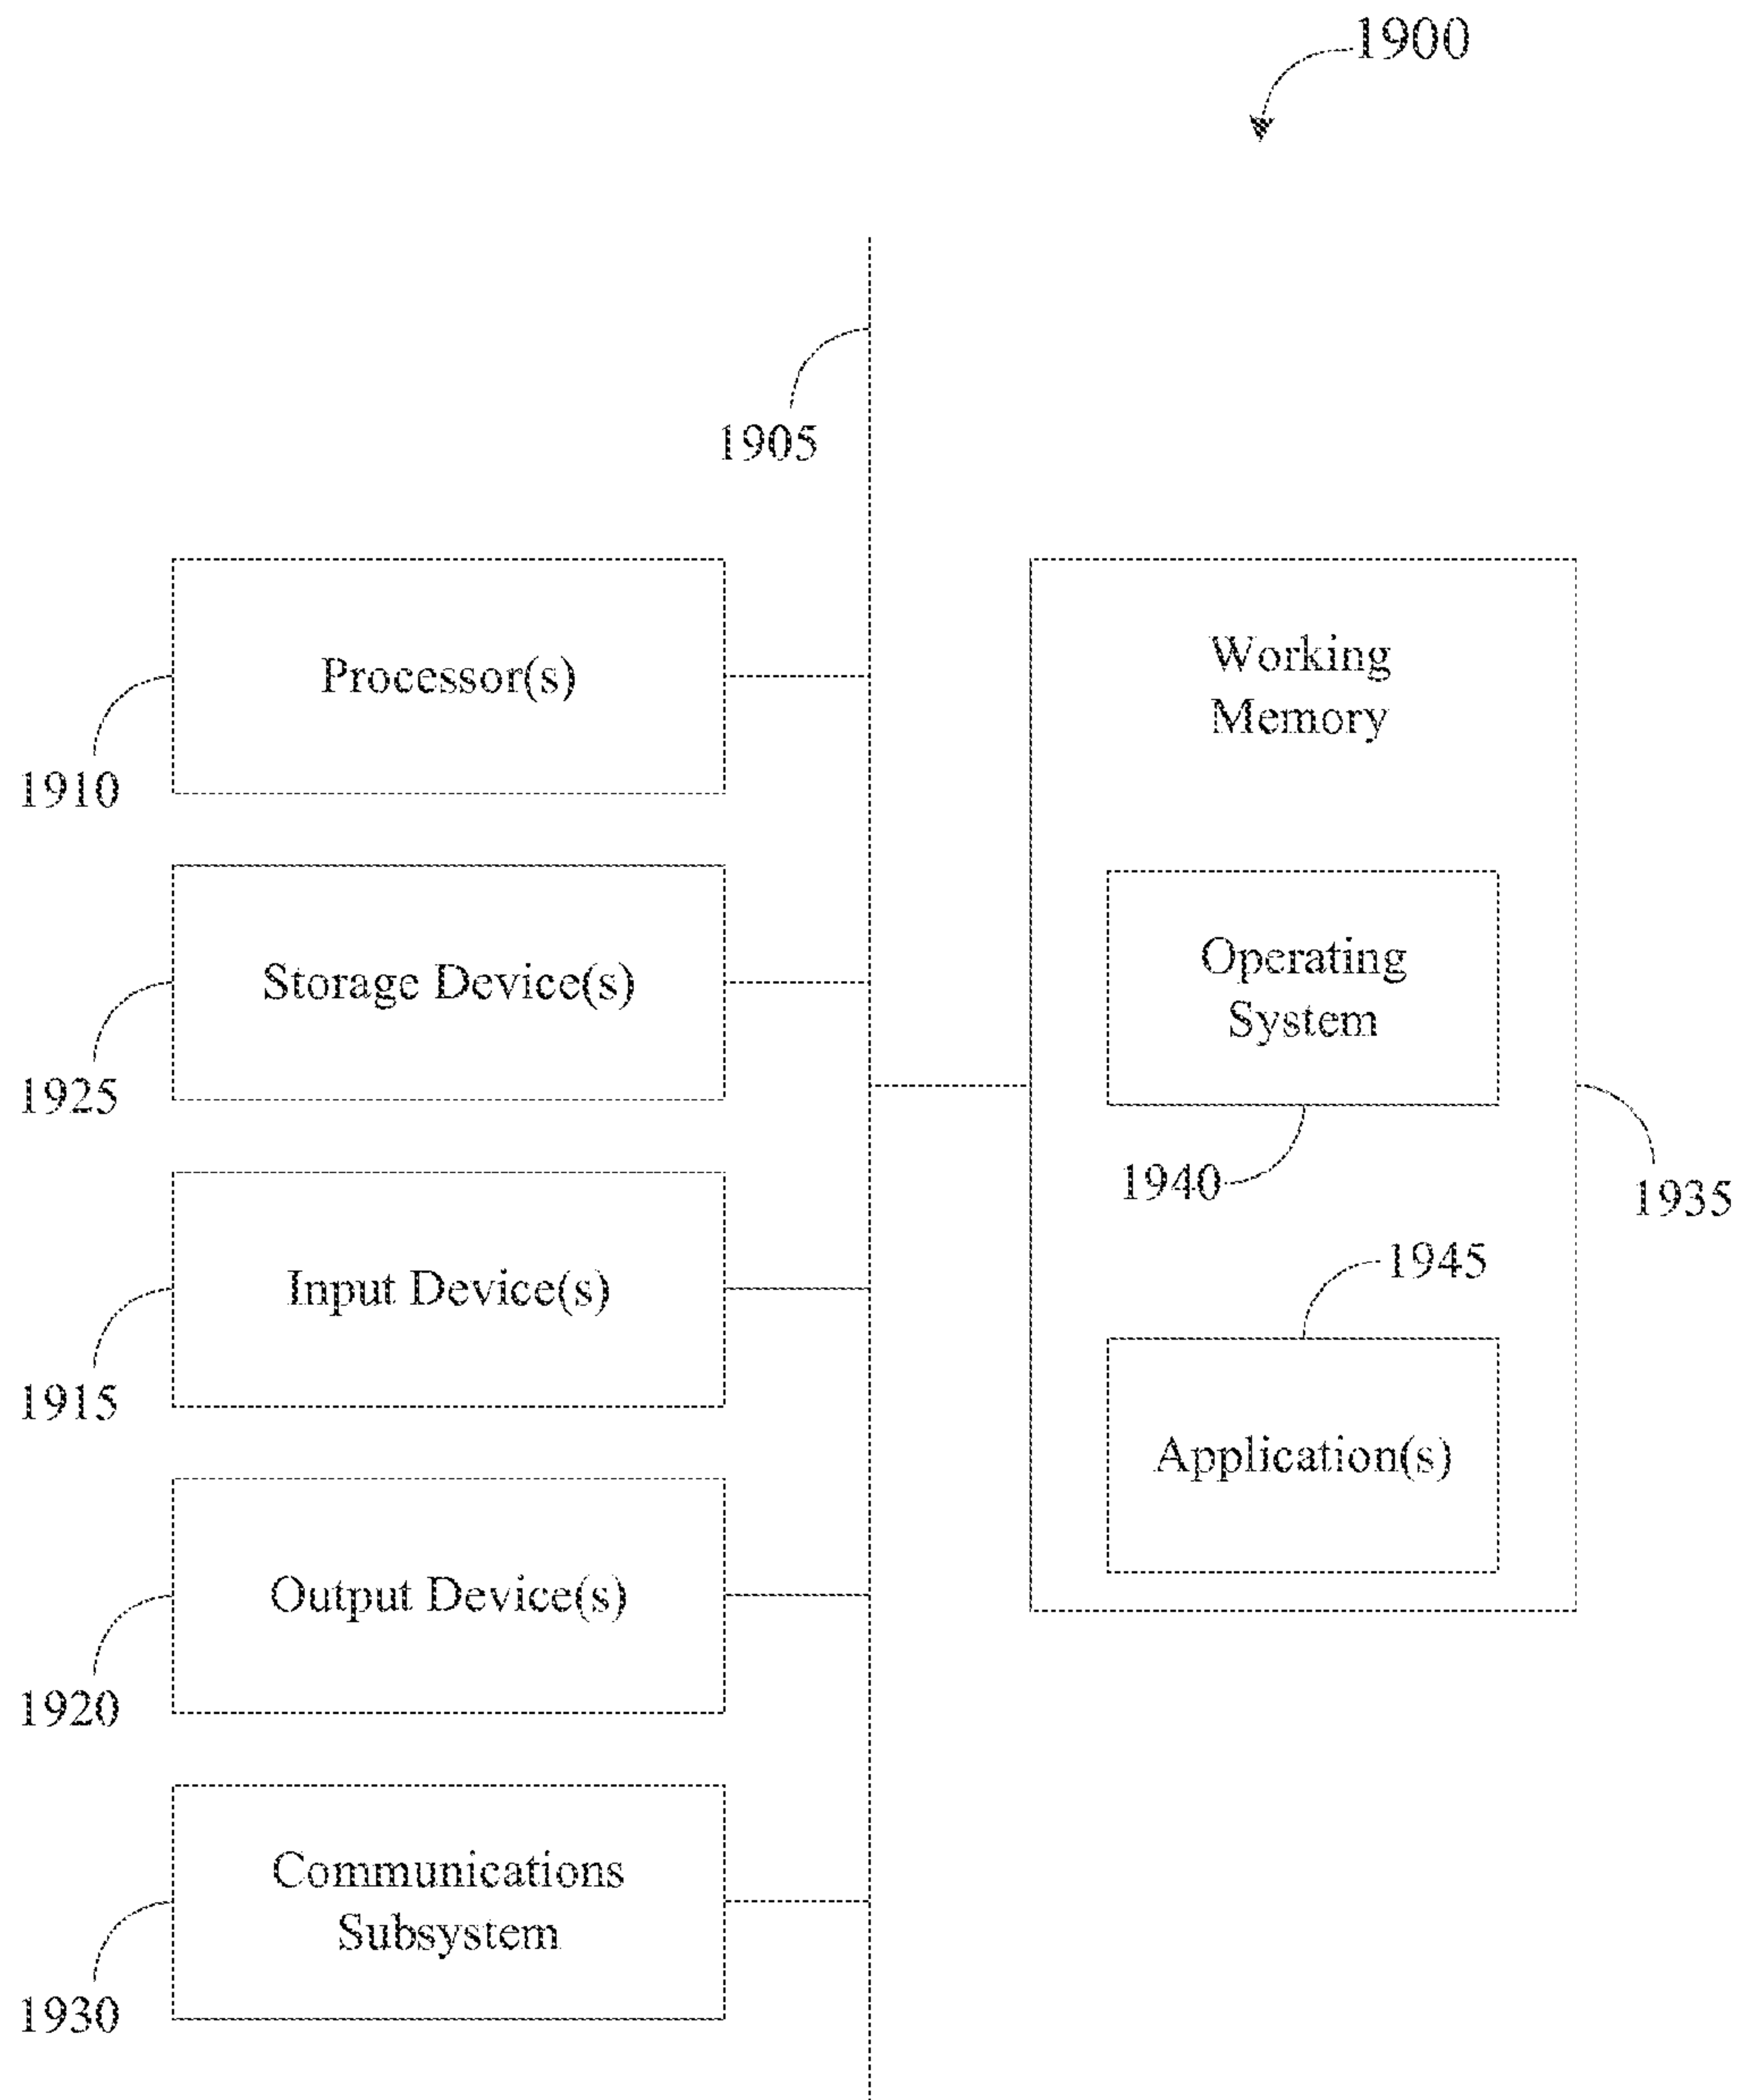 1900
1905
Processor(s)
1910
Storage Device(s)
1925
Input Device(s)
1915
Output Device(s)
1920
Communications
Subsystem
1930
Working
Memory
Operating
System
1940
1935
1945
Application(s)